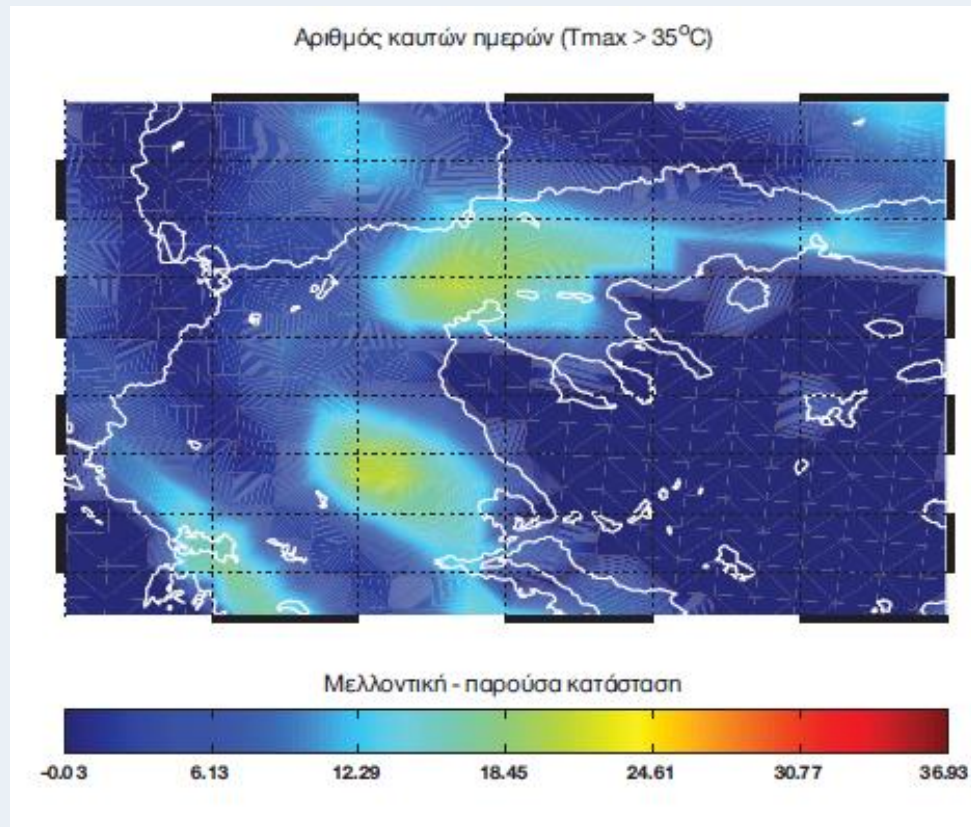 Αριθμός καυτών ημερών (Tmax > 35°C)
Μελλοντική - παρούσα κατάσταση
-0.03 6.13 12.29 18.45 24.61 30.77 36.93